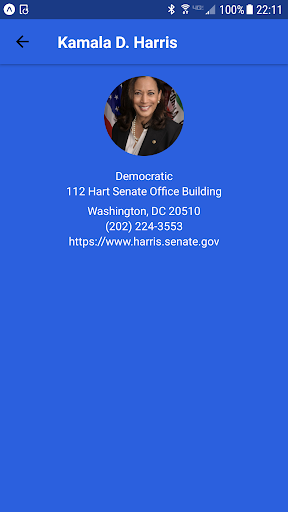 100% 22:11
Kamala D. Harris
Democratic
112 Hart Senate Office Building
Washington, DC 20510
(202) 224-3553
https://www.harris.senate.gov